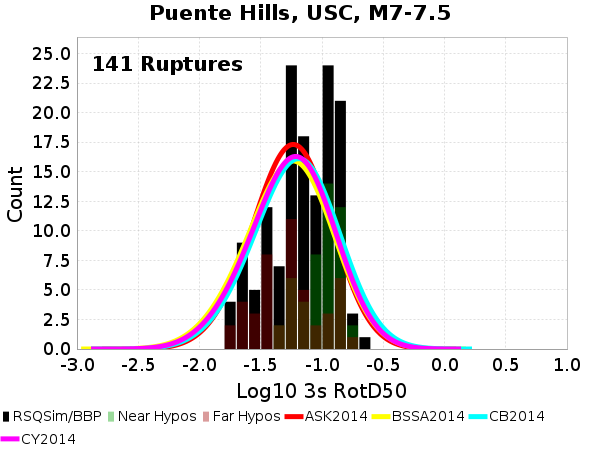 Puente Hills, USC, M7-7.5
141 Ruptures
Count
25.0
22.5
20.0
17.5
15.0
12.5
10.0
7.5
5.0
2.5
0.0
-3.0 -2.5 -2.0 -1.5 -1.0 -0.5 0.0 0.5 1.0
Log10 3s RotD50
RSQSim/BBP Near Hypos Far Hypos ASK2014 BSSA2014 CB2014
CY2014